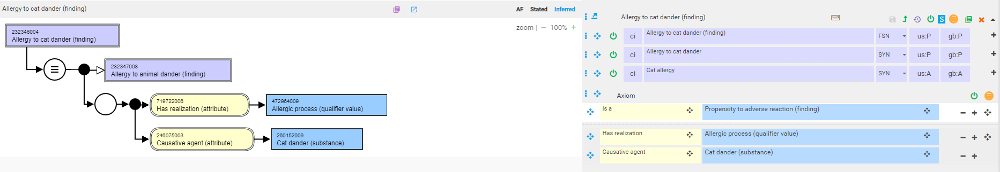 Allergy to cat dander (finding)
AF Stated Inferred
zoom | − 100% +
232346004
Allergy to cat dander (finding)
232347008
Allergy to animal dander (finding)
719722006
Has realization (attribute)
472964009
Allergic process (qualifier value)
246075003
Causative agent (attribute)
260152009
Cat dander (substance)
Allergy to cat dander (finding)
S
ci Allergy to cat dander (finding) FSN us:P gb:P +
ci Allergy to cat dander SYN us:P gb:P +
ci Cat allergy SYN us:A gb:A +
Axiom
Is a Propensity to adverse reaction (finding) − +
Has realization Allergic process (qualifier value) − +
Causative agent Cat dander (substance) − +